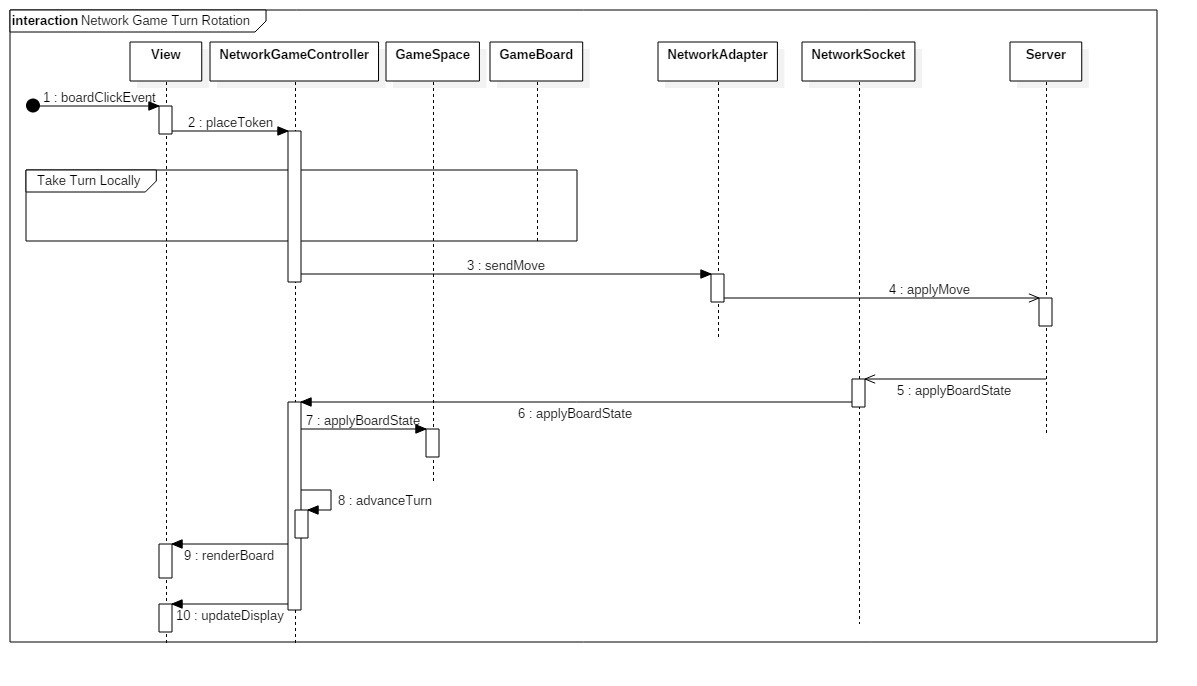 interaction Network Game Turn Rotation
View
NetworkGameController
GameSpace
GameBoard
NetworkAdapter
NetworkSocket
Server
1 : boardClickEvent
2 : placeToken
Take Turn Locally
3 : sendMove
4 : applyMove
5 : applyBoardState
6 : applyBoardState
7 : applyBoardState
8 : advanceTurn
9 : renderBoard
10 : updateDisplay